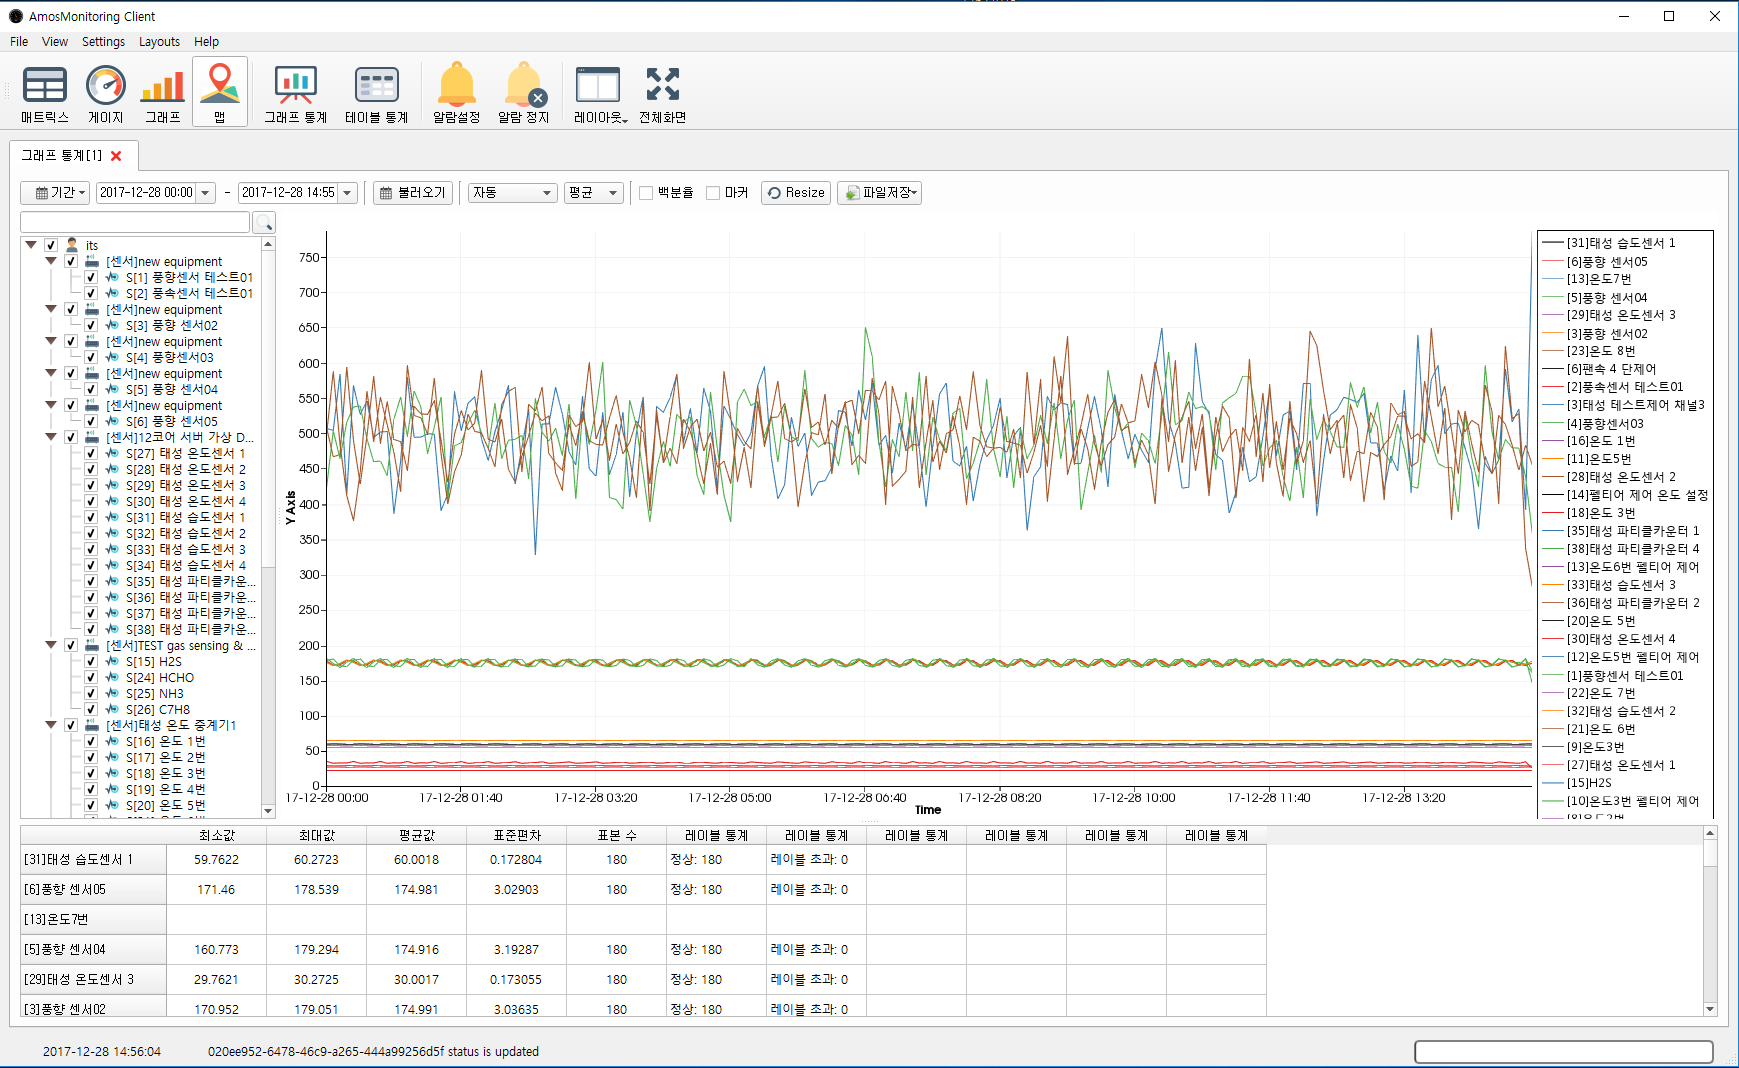 AmosMonitoring Client
File View Settings Layouts Help
매트릭스 게이지 그래프 맵 그래프 통계 테이블 통계 알람설정 알람 정지 레이아웃 전체화면
그래프 통계[1]
기간 2017-12-28 00:00 - 2017-12-28 14:55 불러오기 자동 평균 백분율 마커 Resize 파일저장
its
[센서]new equipment
S[1] 풍향센서 테스트01
S[2] 풍속센서 테스트01
[센서]new equipment
S[3] 풍향 센서02
[센서]new equipment
S[4] 풍향센서03
[센서]new equipment
S[5] 풍향 센서04
[센서]new equipment
S[6] 풍향 센서05
[센서]12코어 서버 가상 D...
S[27] 태성 온도센서 1
S[28] 태성 온도센서 2
S[29] 태성 온도센서 3
S[30] 태성 온도센서 4
S[31] 태성 습도센서 1
S[32] 태성 습도센서 2
S[33] 태성 습도센서 3
S[34] 태성 습도센서 4
S[35] 태성 파티클카운...
S[36] 태성 파티클카운...
S[37] 태성 파티클카운...
S[38] 태성 파티클카운...
[센서]TEST gas sensing & ...
S[15] H2S
S[24] HCHO
S[25] NH3
S[26] C7H8
[센서]태성 온도 중계기1
S[16] 온도 1번
S[17] 온도 2번
S[18] 온도 3번
S[19] 온도 4번
S[20] 온도 5번
Y Axis
750
700
650
600
550
500
450
400
350
300
250
200
150
100
50
0
17-12-28 00:00 17-12-28 01:40 17-12-28 03:20 17-12-28 05:00 17-12-28 06:40 17-12-28 08:20 17-12-28 10:00 17-12-28 11:40 17-12-28 13:20
Time
[31]태성 습도센서 1
[6]풍향 센서05
[13]온도7번
[5]풍향 센서04
[29]태성 온도센서 3
[3]풍향 센서02
[23]온도 8번
[6]팬속 4 단제어
[2]풍속센서 테스트01
[3]태성 테스트제어 채널3
[4]풍향센서03
[16]온도 1번
[11]온도5번
[28]태성 온도센서 2
[14]펠티어 제어 온도 설정
[18]온도 3번
[35]태성 파티클카운터 1
[38]태성 파티클카운터 4
[13]온도6번 펠티어 제어
[33]태성 습도센서 3
[36]태성 파티클카운터 2
[20]온도 5번
[30]태성 온도센서 4
[12]온도5번 펠티어 제어
[1]풍향센서 테스트01
[22]온도 7번
[32]태성 습도센서 2
[21]온도 6번
[9]온도3번
[27]태성 온도센서 1
[15]H2S
[10]온도3번 펠티어 제어
[8]온도2번
최소값 최대값 평균값 표준편차 표본 수 레이블 통계 레이블 통계 레이블 통계 레이블 통계 레이블 통계 레이블 통계
[31]태성 습도센서 1 59.7622 60.2723 60.0018 0.172804 180 정상: 180 레이블 초과: 0
[6]풍향 센서05 171.46 178.539 174.981 3.02903 180 정상: 180 레이블 초과: 0
[13]온도7번
[5]풍향 센서04 160.773 179.294 174.916 3.19287 180 정상: 180 레이블 초과: 0
[29]태성 온도센서 3 29.7621 30.2725 30.0017 0.173055 180 정상: 180 레이블 초과: 0
[3]풍향 센서02 170.952 179.051 174.991 3.03635 180 정상: 180 레이블 초과: 0
2017-12-28 14:56:04 020ee952-6478-46c9-a265-444a99256d5f status is updated